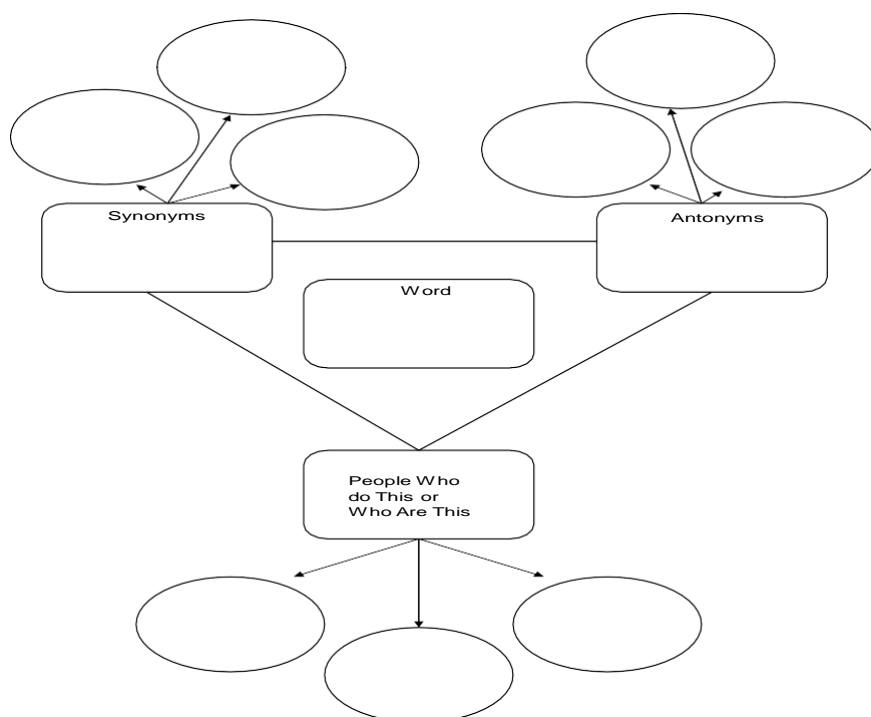 Synonyms
Antonyms
Word
People Who
do This or
Who Are This